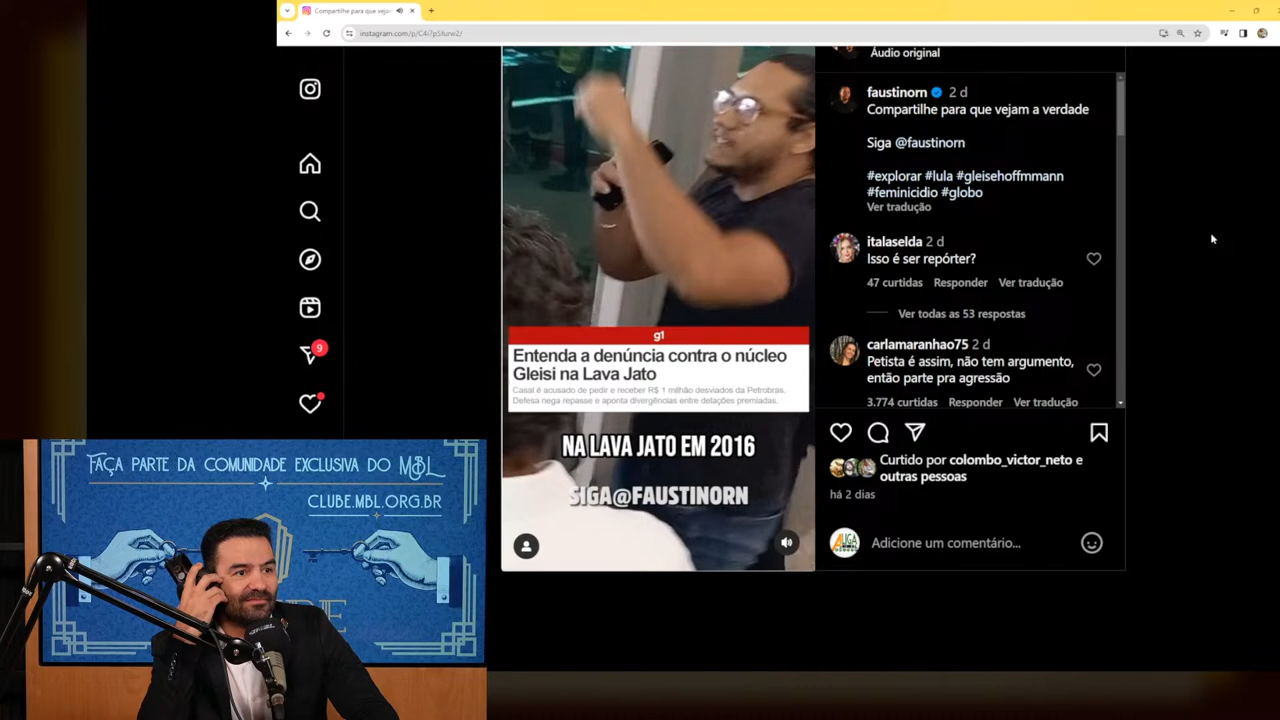 Compartilhe para que veja
instagram.com/p/C4i7pSfurw2/
Áudio original
faustinorn 2 d
Compartilhe para que vejam a verdade
Siga @faustinorn
#explorar #lula #gleisehoffmmann
#feminicidio #globo
Ver tradução
italaselda 2 d
Isso é ser repórter?
47 curtidas Responder Ver tradução
Ver todas as 53 respostas
carlamaranhao75 2 d
Petista é assim, não tem argumento,
então parte pra agressão
3.774 curtidas Responder Ver tradução
Curtido por colombo_victor_neto e
outras pessoas
há 2 dias
Adicione um comentário...
9
g1
Entenda a denúncia contra o núcleo
Gleisi na Lava Jato
Casal é acusado de pedir e receber R$ 1 milhão desviados da Petrobras.
Defesa nega repasse e aponta divergências entre delações premiadas.
NA LAVA JATO EM 2016
SIGA@FAUSTINORN
FAÇA PARTE DA COMUNIDADE EXCLUSIVA DO MBL
CLUBE.MBL.ORG.BR